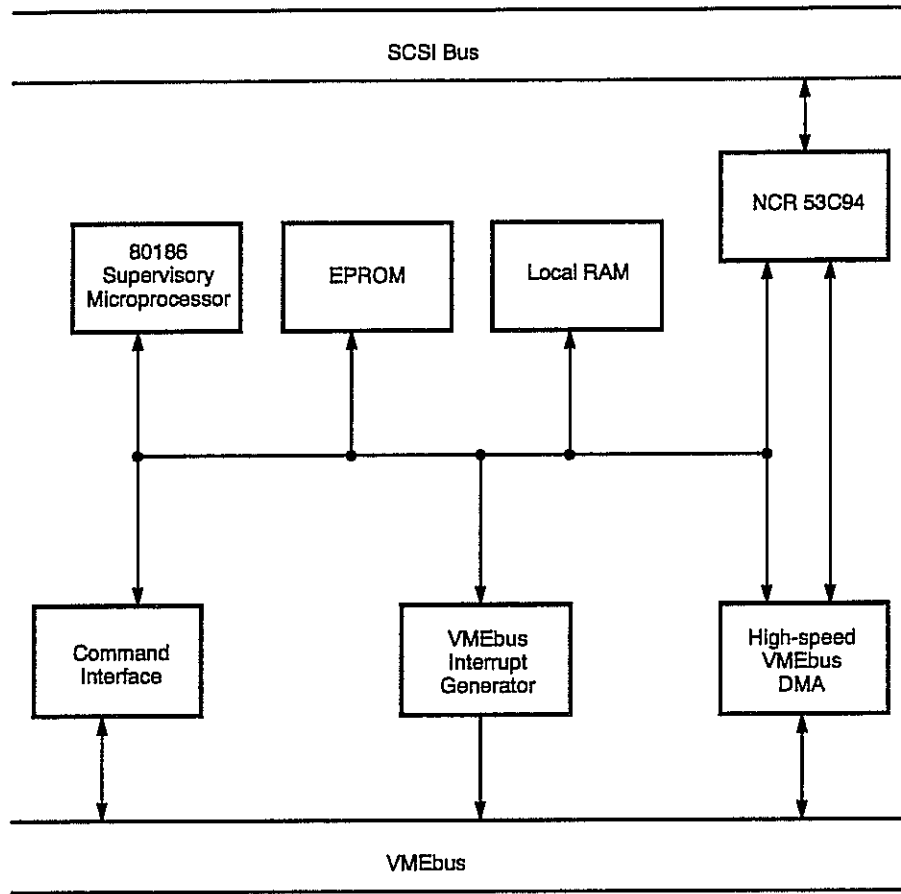 SCSI Bus
NCR 53C94
80186
Supervisory
Microprocessor
EPROM
Local RAM
Command
Interface
VMEbus
Interrupt
Generator
High-speed
VMEbus
DMA
VMEbus